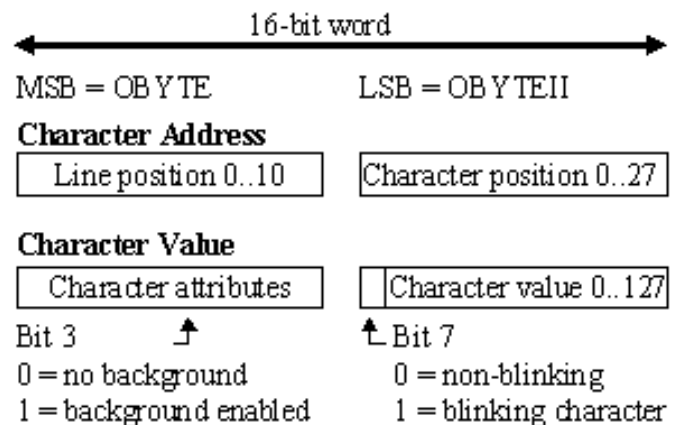 16-bit word
MSB = OBYTE LSB = OBYTEII
Character Address
Line position 0..10 Character position 0..27
Character Value
Character attributes Character value 0..127
Bit 3 Bit 7
0 = no background 0 = non-blinking
1 = background enabled 1 = blinking character